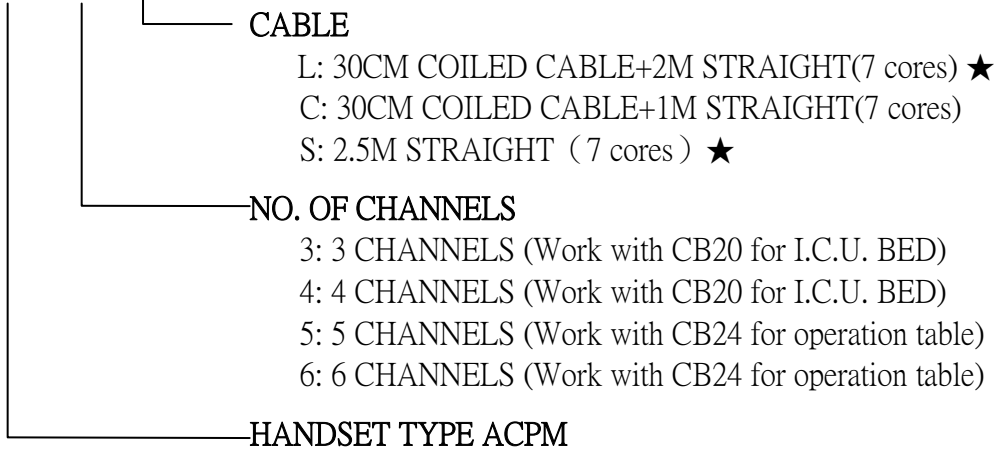 CABLE
L: 30CM COILED CABLE+2M STRAIGHT(7 cores) ★
C: 30CM COILED CABLE+1M STRAIGHT(7 cores)
S: 2.5M STRAIGHT（7 cores）★
NO. OF CHANNELS
3: 3 CHANNELS (Work with CB20 for I.C.U. BED)
4: 4 CHANNELS (Work with CB20 for I.C.U. BED)
5: 5 CHANNELS (Work with CB24 for operation table)
6: 6 CHANNELS (Work with CB24 for operation table)
HANDSET TYPE ACPM